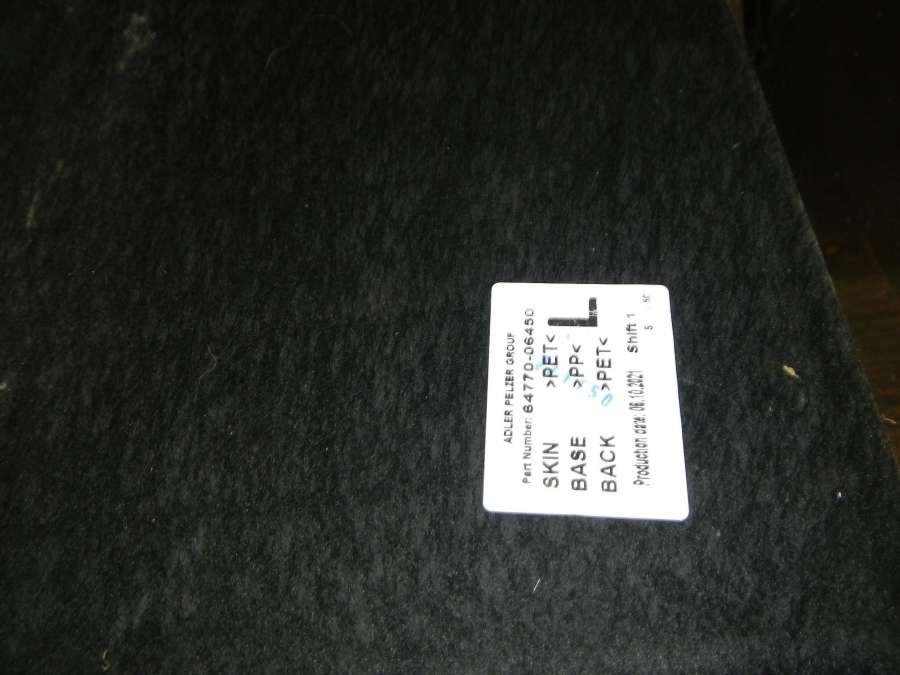 ADLER PELZER GROUP
Part Number: 64770-06450
SKIN >PET<
BASE >PP< L
BACK >PET<
Production date: 06.10.2021 Shift 1
5